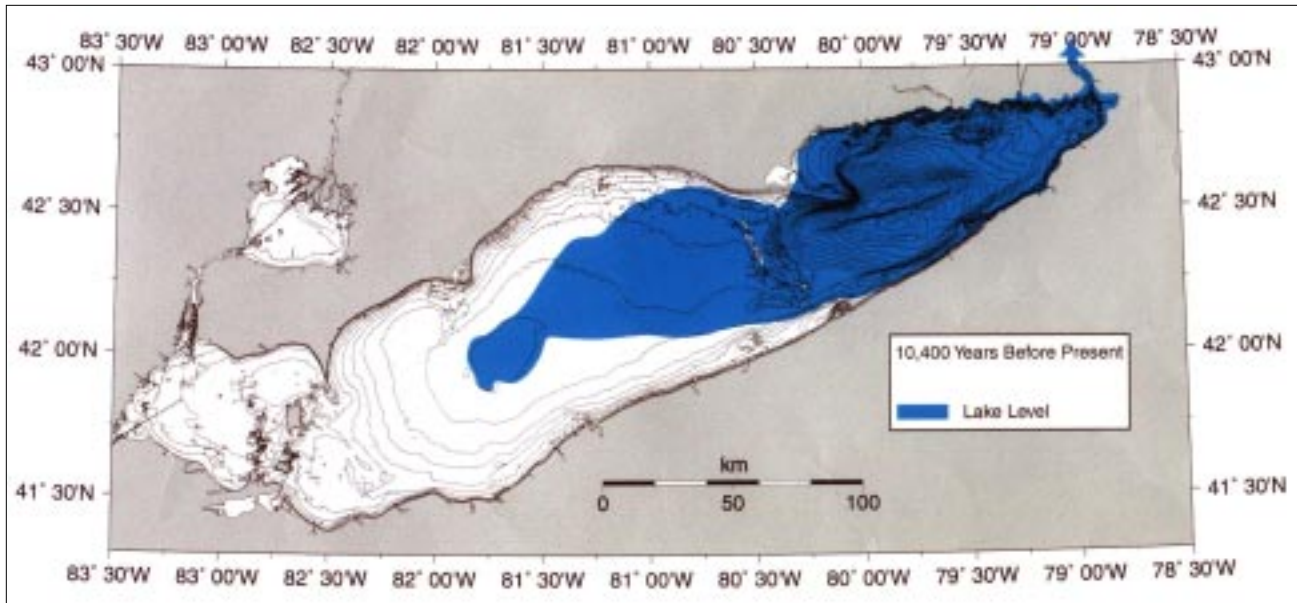 83° 30'W 83° 00'W 82° 30'W 82° 00'W 81° 30'W 81° 00'W 80° 30'W 80° 00'W 79° 30'W 79° 00'W 78° 30'W
43° 00'N 43° 00'N
42° 30'N 42° 30'N
42° 00'N 42° 00'N
10,400 Years Before Present
Lake Level
km
0 50 100
41° 30'N 41° 30'N
83° 30'W 83° 00'W 82° 30'W 82° 00'W 81° 30'W 81° 00'W 80° 30'W 80° 00'W 79° 30'W 79° 00'W 78° 30'W